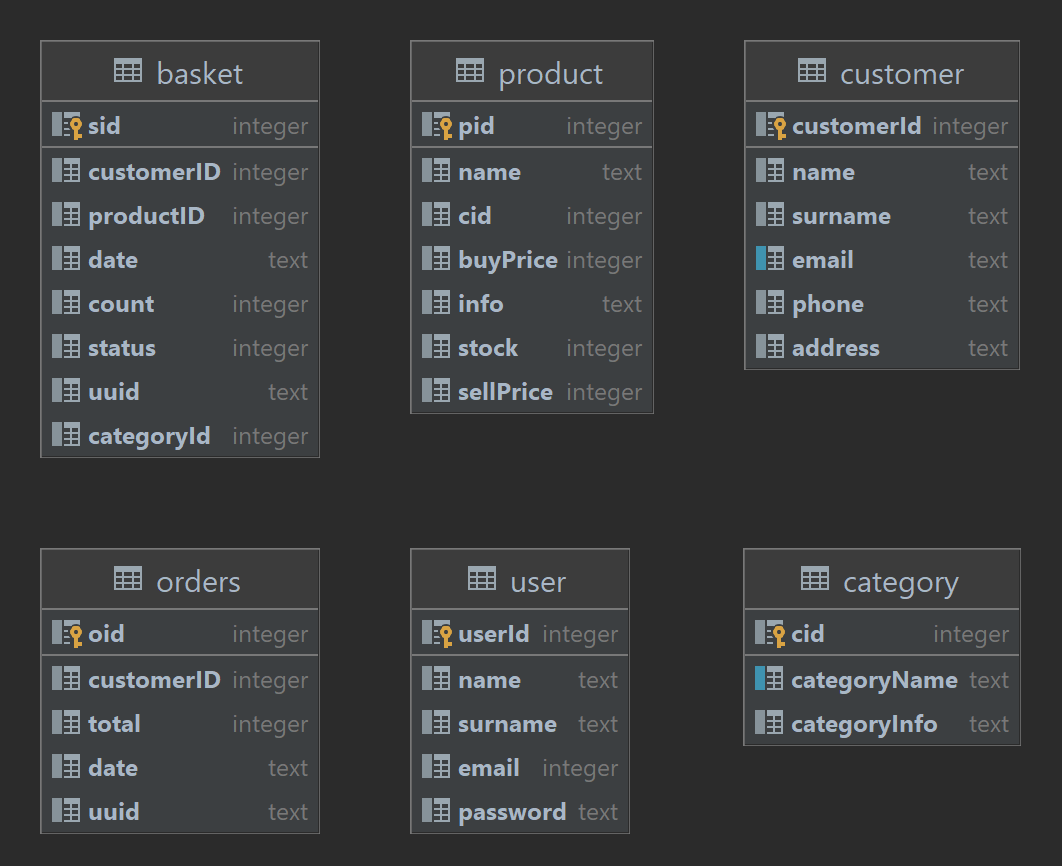 basket
sid integer
customerID integer
productID integer
date text
count integer
status integer
uuid text
categoryId integer
product
pid integer
name text
cid integer
buyPrice integer
info text
stock integer
sellPrice integer
customer
customerId integer
name text
surname text
email text
phone text
address text
orders
oid integer
customerID integer
total integer
date text
uuid text
user
userId integer
name text
surname text
email integer
password text
category
cid integer
categoryName text
categoryInfo text